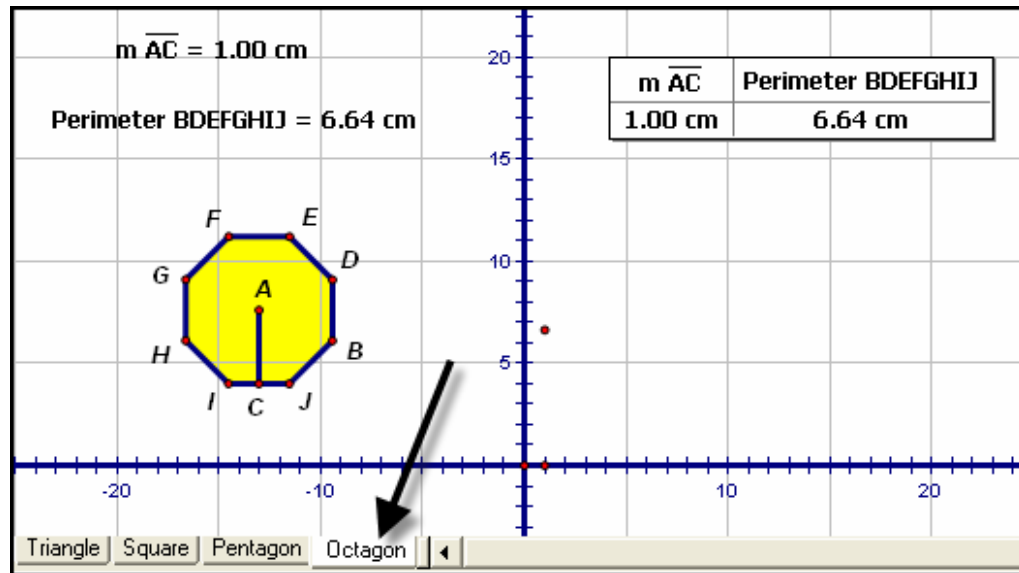 m AC = 1.00 cm
Perimeter BDEFGHIJ = 6.64 cm
m AC Perimeter BDEFGHIJ
1.00 cm 6.64 cm
20
15
10
5
-20 -10 10 20
F E
G D
A
H B
I C J
Triangle Square Pentagon Octagon